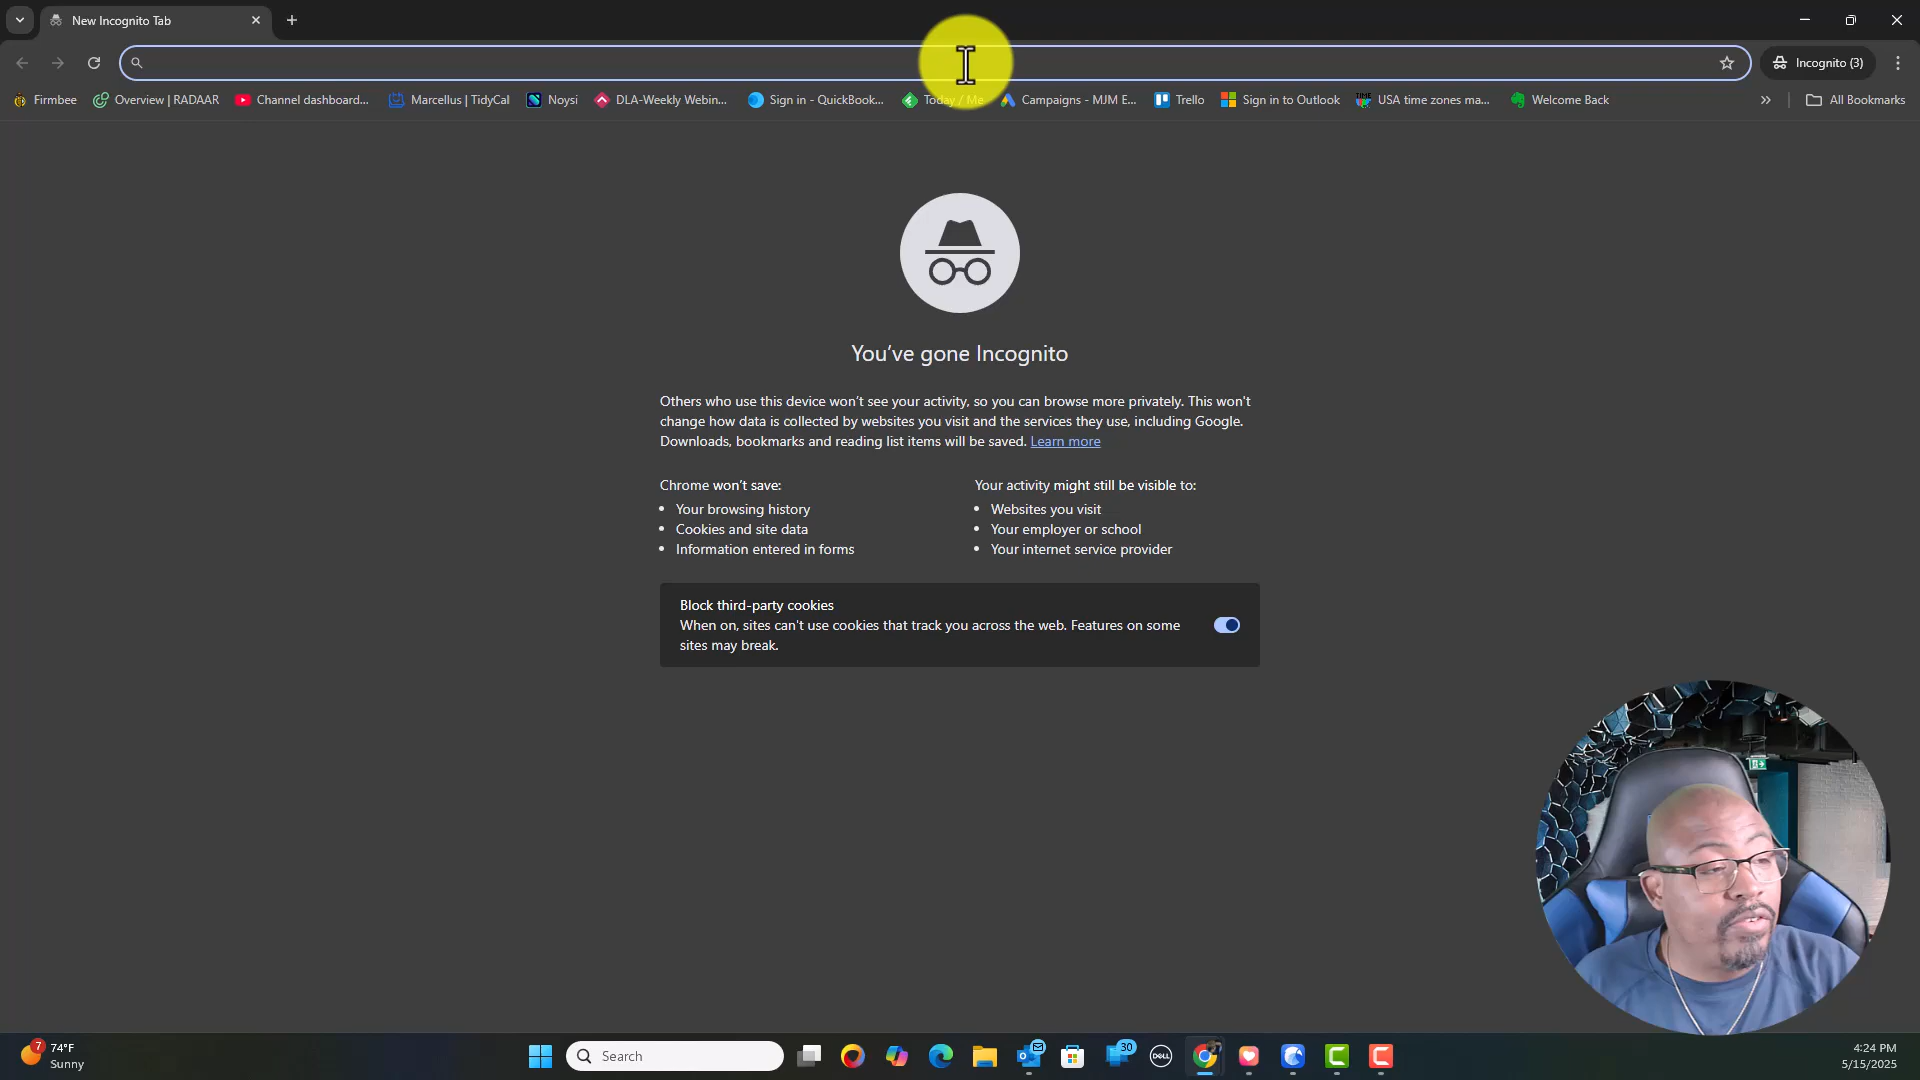 New Incognito Tab
Incognito (3)
Firmbee
Overview | RADAAR
Channel dashboard...
Marcellus | TidyCal
Noysi
DLA-Weekly Webin...
Sign in - QuickBook...
Today / Me
Campaigns - MJM E...
Trello
Sign in to Outlook
TIME
USA time zones ma...
Welcome Back
All Bookmarks
You've gone Incognito
Others who use this device won't see your activity, so you can browse more privately. This won't
change how data is collected by websites you visit and the services they use, including Google.
Downloads, bookmarks and reading list items will be saved. Learn more
Chrome won't save:
• Your browsing history
• Cookies and site data
• Information entered in forms
Your activity might still be visible to:
• Websites you visit
• Your employer or school
• Your internet service provider
Block third-party cookies
When on, sites can't use cookies that track you across the web. Features on some
sites may break.
7
74°F
Sunny
Search
30
DELL
4:24 PM
5/15/2025